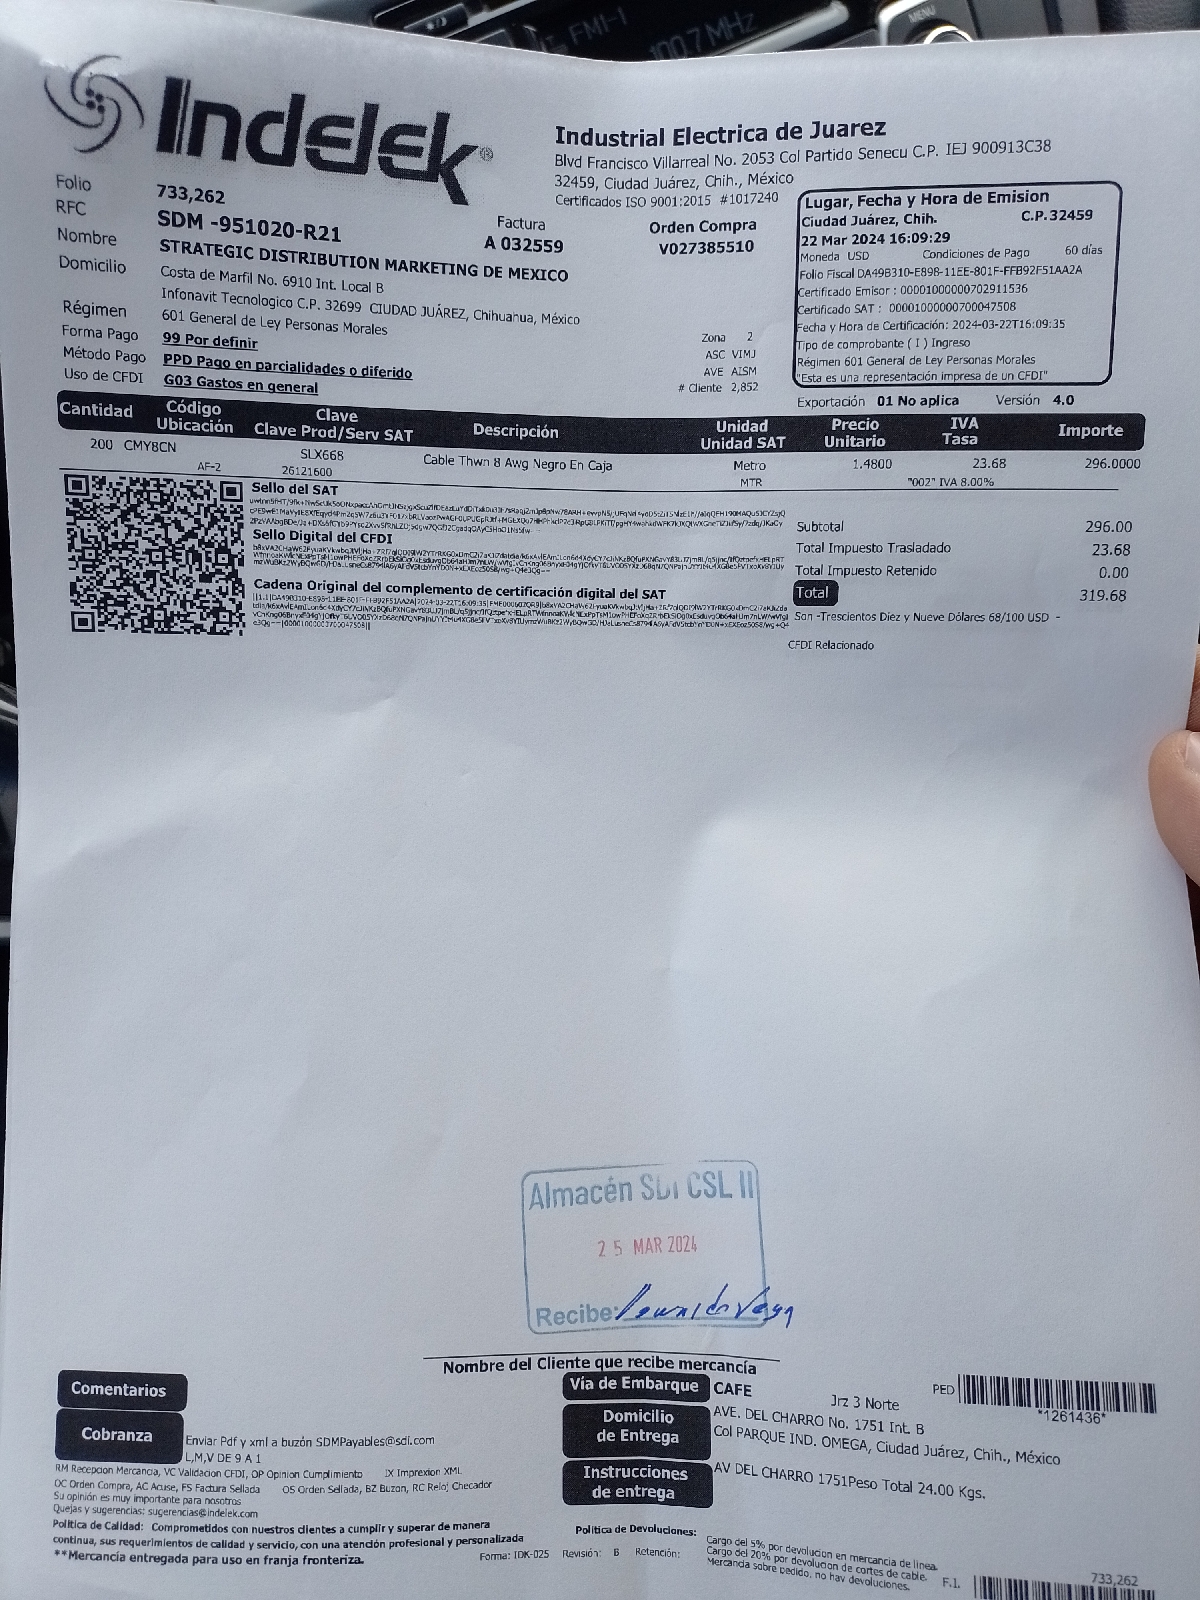 FMI-I
100.7 MHz
MENU
Indelek®
Industrial Electrica de Juarez
Blvd Francisco Villarreal No. 2053 Col Partido Senecu C.P. IEJ 900913C38
32459, Ciudad Juárez, Chih., México
Certificados ISO 9001:2015 #1017240
Folio 733,262
RFC SDM -951020-R21
Factura
A 032559
Orden Compra
V027385510
Nombre STRATEGIC DISTRIBUTION MARKETING DE MEXICO
Domicilio Costa de Marfil No. 6910 Int. Local B
Infonavit Tecnologico C.P. 32699 CIUDAD JUÁREZ, Chihuahua, México
Régimen 601 General de Ley Personas Morales
Forma Pago 99 Por definir
Método Pago PPD Pago en parcialidades o diferido
Uso de CFDI G03 Gastos en general
Zona 2
ASC VIMJ
AVE AISM
# Cliente 2,852
Lugar, Fecha y Hora de Emision
Ciudad Juárez, Chih. C.P. 32459
22 Mar 2024 16:09:29
Moneda USD Condiciones de Pago 60 días
Folio Fiscal DA49B310-E898-11EE-801F-FFB92F51AA2A
Certificado Emisor : 00001000000702911536
Certificado SAT : 00001000000700047508
Fecha y Hora de Certificación: 2024-03-22T16:09:35
Tipo de comprobante ( I ) Ingreso
Régimen 601 General de Ley Personas Morales
"Esta es una representación impresa de un CFDI"
Exportación 01 No aplica Versión 4.0
Cantidad Código Ubicación Clave Clave Prod/Serv SAT Descripción Unidad Unidad SAT Precio Unitario IVA Tasa Importe
200 CMY8CN SLX668 Cable Thwn 8 Awg Negro En Caja Metro 1.4800 23.68 296.0000
AF-2 26121600 MTR "002" IVA 8.00%
Sello del SAT
Sello Digital del CFDI
Cadena Original del complemento de certificación digital del SAT
Subtotal 296.00
Total Impuesto Trasladado 23.68
Total Impuesto Retenido 0.00
Total 319.68
Son -Trescientos Diez y Nueve Dólares 68/100 USD -
CFDI Relacionado
Almacén SDI CSL II
25 MAR 2024
Recibe:
Nombre del Cliente que recibe mercancía
Comentarios
Cobranza
Enviar Pdf y xml a buzón SDMPayables@sdi.com
L,M,V DE 9 A 1
Vía de Embarque CAFE Jrz 3 Norte
PED *1261436*
Domicilio de Entrega AVE. DEL CHARRO No. 1751 Int. B
Col PARQUE IND. OMEGA, Ciudad Juárez, Chih., México
Instrucciones de entrega AV DEL CHARRO 1751Peso Total 24.00 Kgs.
RM Recepcion Mercancia, VC Validacion CFDI, OP Opinion Cumplimiento IX Impresion XML
OC Orden Compra, AC Acuse, FS Factura Sellada OS Orden Sellada, BZ Buzon, RC Reloj Checador
Su opinión es muy importante para nosotros
Quejas y sugerencias: sugerencias@indelek.com
Política de Calidad: Comprometidos con nuestros clientes a cumplir y superar de manera
continua, sus requerimientos de calidad y servicio, con una atención profesional y personalizada
**Mercancía entregada para uso en franja fronteriza.
Forma: IDK-025 Revisión: B Retención:
Política de Devoluciones:
Cargo del 5% por devolucion en mercancia de linea.
Cargo del 20% por devolucion de cortes de cable.
Mercancia sobre pedido, no hay devoluciones.
F.I. 733,262